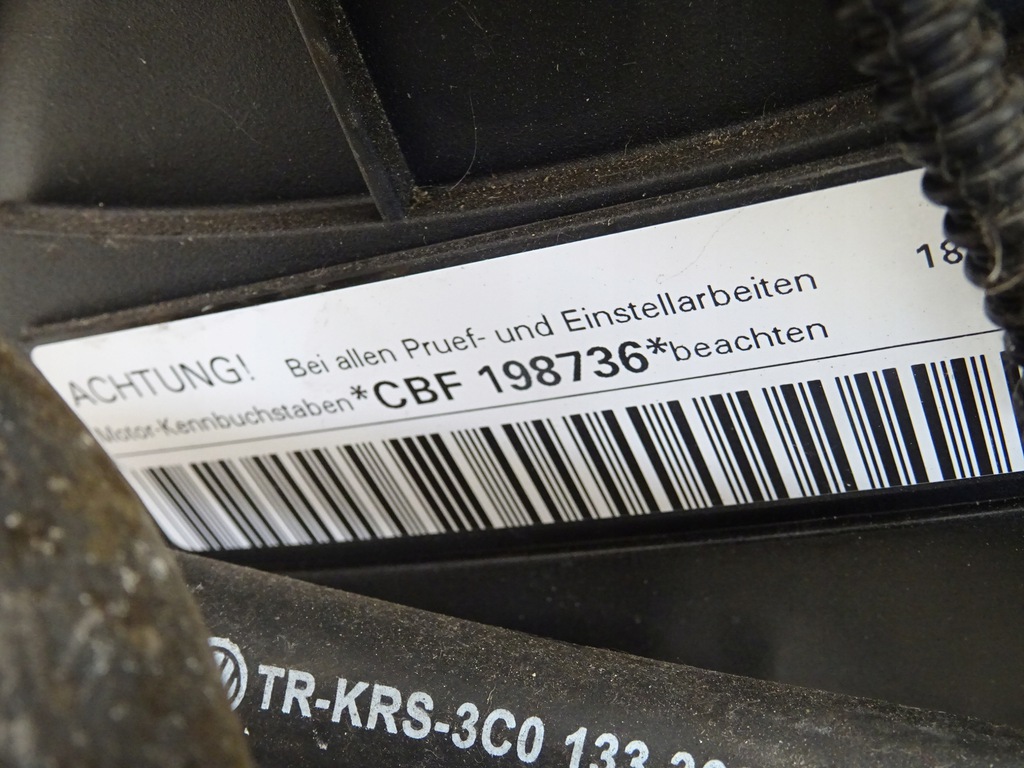 18
ACHTUNG! Bei allen Pruef- und Einstellarbeiten
Motor-Kennbuchstaben*CBF 198736*beachten
TR-KRS-3C0 133